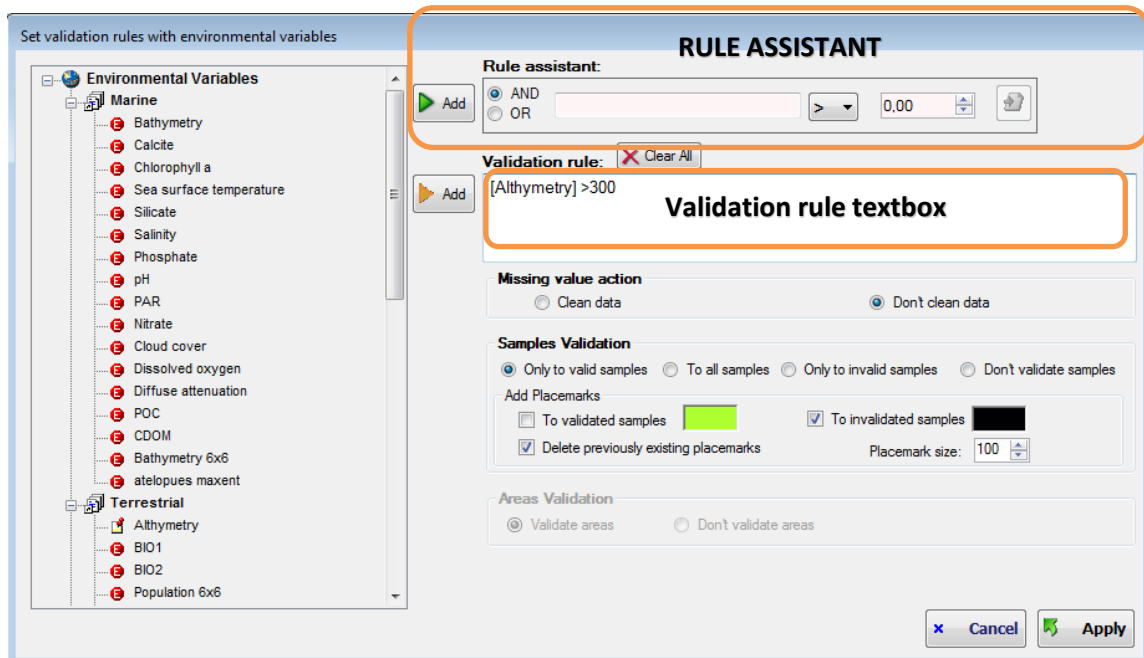 Set validation rules with environmental variables
RULE ASSISTANT
Environmental Variables
Marine
Bathymetry
Calcite
Chlorophyll a
Sea surface temperature
Silicate
Salinity
Phosphate
pH
PAR
Nitrate
Cloud cover
Dissolved oxygen
Diffuse attenuation
POC
CDOM
Bathymetry 6x6
atelopues maxent
Terrestrial
Althymetry
BIO1
BIO2
Population 6x6
Rule assistant:
Add
AND
OR
>
0,00
Validation rule:
Clear All
Add
[Althymetry] >300
Validation rule textbox
Missing value action
Clean data
Don't clean data
Samples Validation
Only to valid samples
To all samples
Only to invalid samples
Don't validate samples
Add Placemarks
To validated samples
To invalidated samples
Delete previously existing placemarks
Placemark size:
100
Areas Validation
Validate areas
Don't validate areas
Cancel
Apply